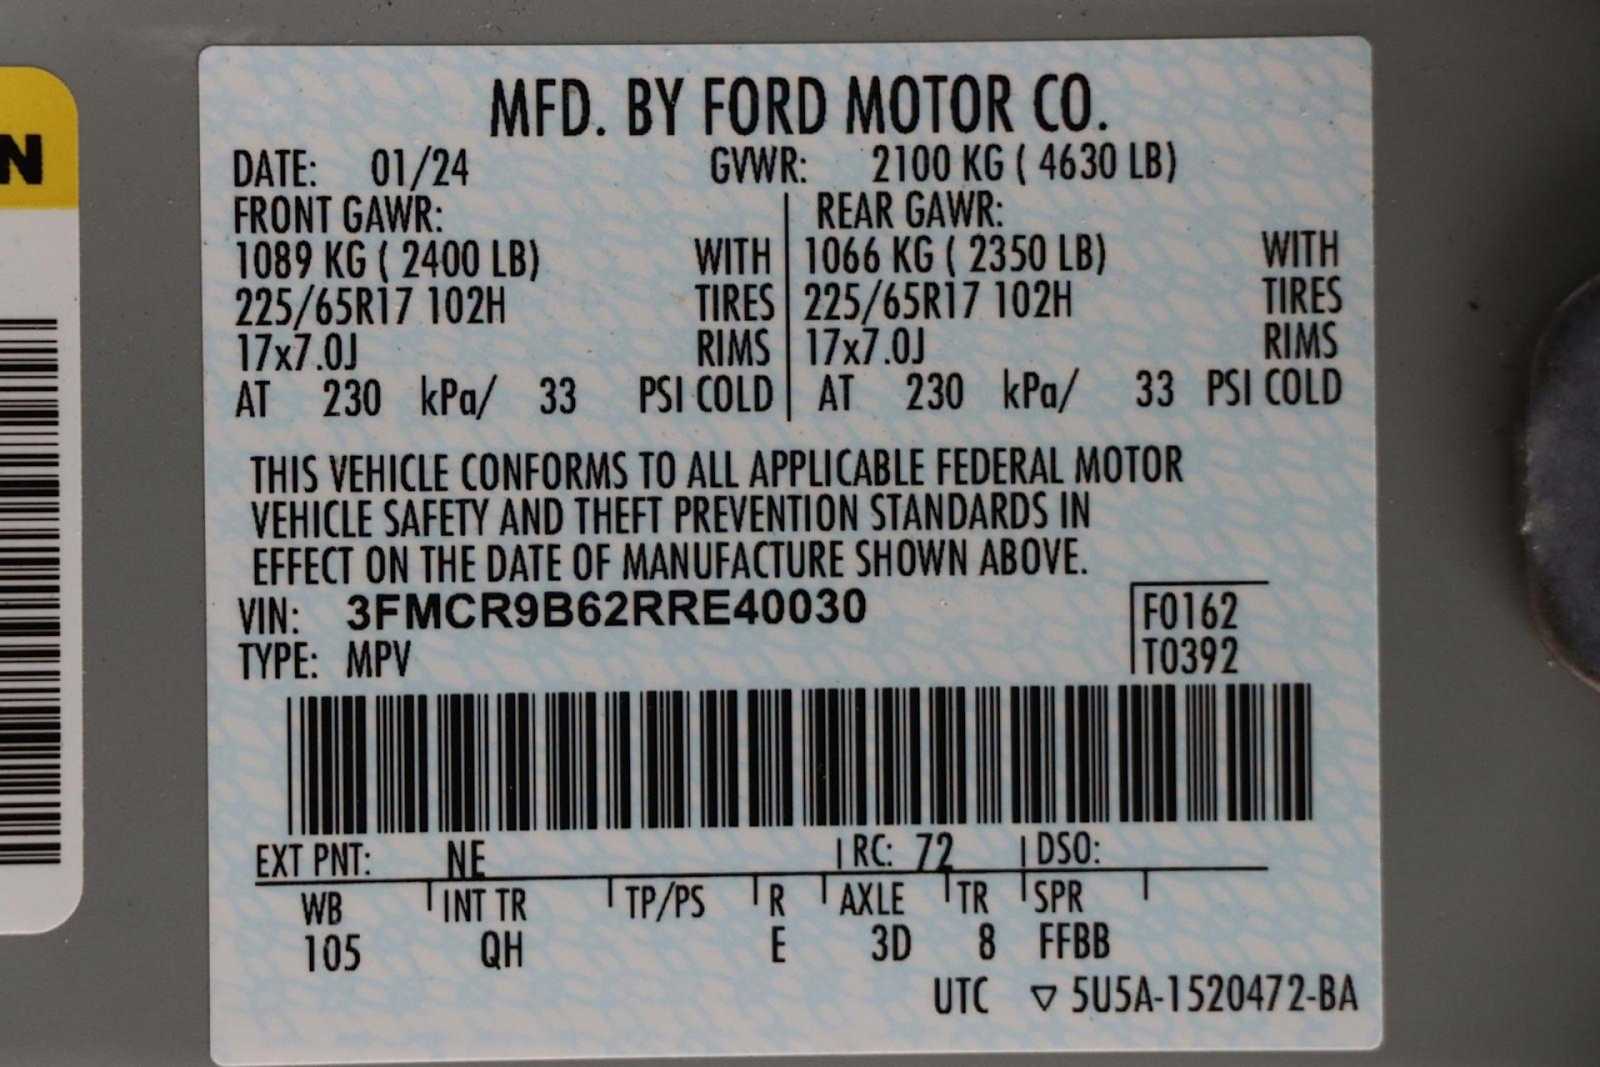 N
MFD. BY FORD MOTOR CO.
DATE: 01/24 GVWR: 2100 KG ( 4630 LB)
FRONT GAWR: REAR GAWR:
1089 KG ( 2400 LB) WITH 1066 KG ( 2350 LB) WITH
225/65R17 102H TIRES 225/65R17 102H TIRES
17x7.0J RIMS 17x7.0J RIMS
AT 230 kPa/ 33 PSI COLD AT 230 kPa/ 33 PSI COLD
THIS VEHICLE CONFORMS TO ALL APPLICABLE FEDERAL MOTOR
VEHICLE SAFETY AND THEFT PREVENTION STANDARDS IN
EFFECT ON THE DATE OF MANUFACTURE SHOWN ABOVE.
VIN: 3FMCR9B62RRE40030 F0162
TYPE: MPV T0392
EXT PNT: NE RC: 72 DSO:
WB INT TR TP/PS R AXLE TR SPR
105 QH E 3D 8 FFBB
UTC ▽ 5U5A-1520472-BA